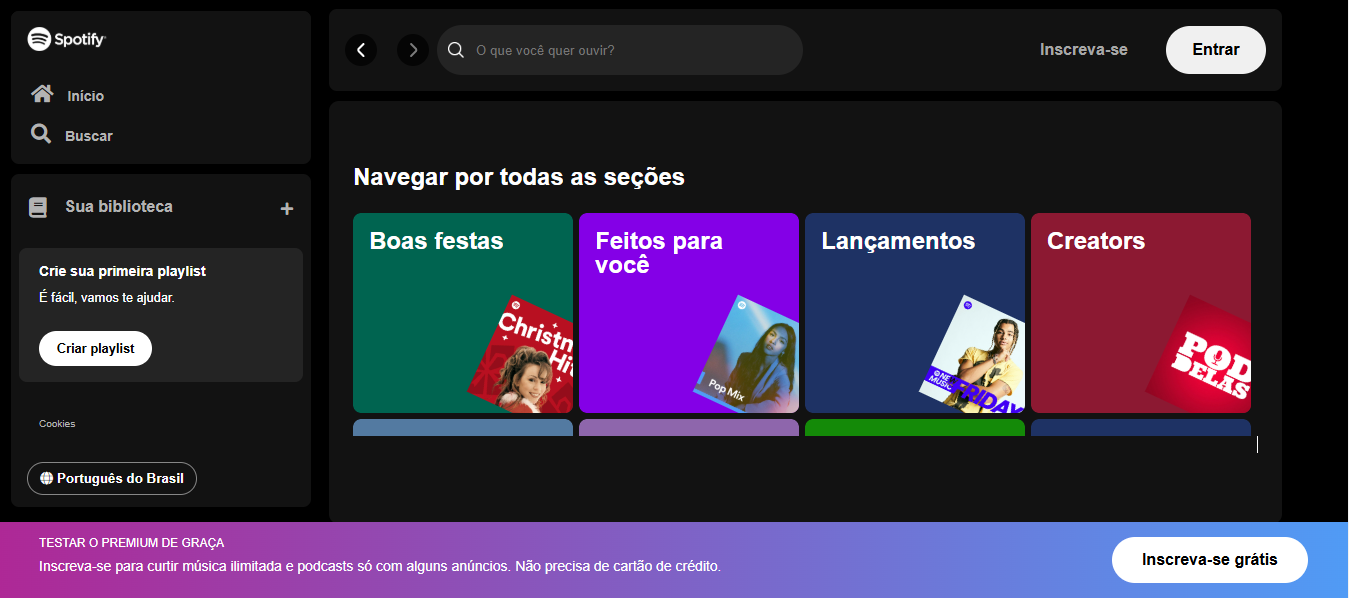 Spotify
Início
Buscar
Sua biblioteca
+
Crie sua primeira playlist
É fácil, vamos te ajudar.
Criar playlist
Cookies
Português do Brasil
O que você quer ouvir?
Inscreva-se
Entrar
Navegar por todas as seções
Boas festas
Christm
Hi
Feitos para
você
Pop Mix
Lançamentos
NE
MUSIC
FRIDAY
Creators
POD
DELAS
TESTAR O PREMIUM DE GRAÇA
Inscreva-se para curtir música ilimitada e podcasts só com alguns anúncios. Não precisa de cartão de crédito.
Inscreva-se grátis